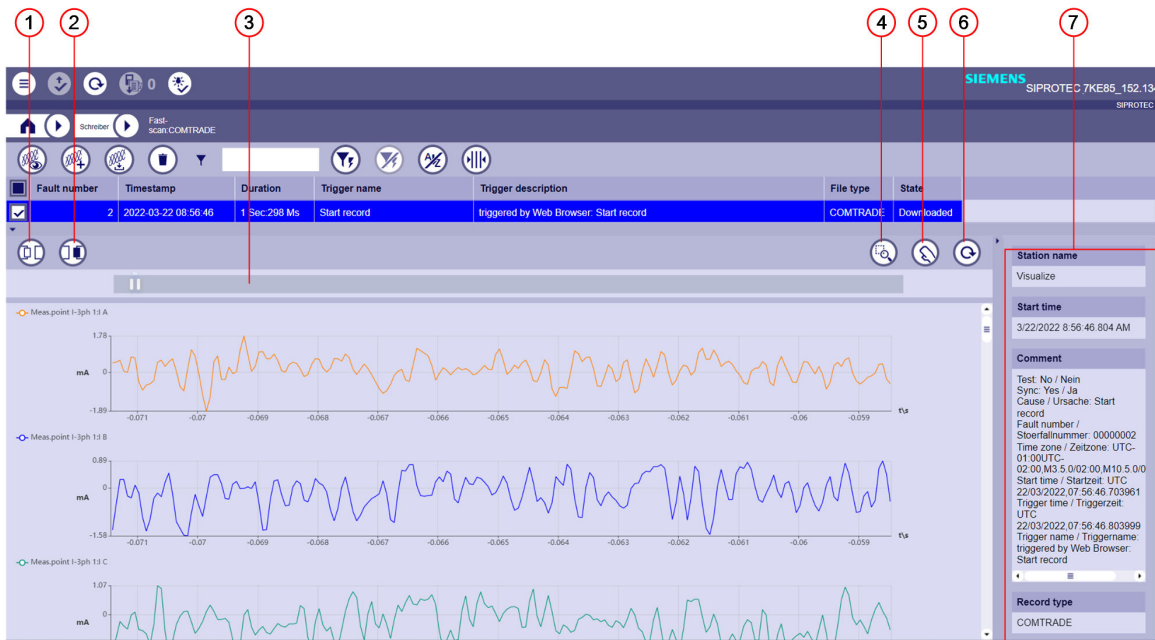 1 2 3 4 5 6 7
SIEMENS
0
SIPROTEC 7KE85_152.134
SIPROTEC
Schreiber
Fast-
scan:COMTRADE
A/Z
Fault number Timestamp Duration Trigger name Trigger description File type State
2 2022-03-22 08:56:46 1 Sec:298 Ms Start record triggered by Web Browser: Start record COMTRADE Downloaded
Station name
Visualize
Start time
3/22/2022 8:56:46.804 AM
Comment
Test: No / Nein
Sync: Yes / Ja
Cause / Ursache: Start
record
Fault number /
Stoerfallnummer: 00000002
Time zone / Zeitzone: UTC-
01:00UTC-
02:00,M3.5.0/02:00,M10.5.0/0
Start time / Startzeit: UTC
22/03/2022,07:56:46.703961
Trigger time / Triggerzeit:
UTC
22/03/2022,07:56:46.803999
Trigger name / Triggername:
triggered by Web Browser:
Start record
Record type
COMTRADE
Meas.point I-3ph 1:I A
1.78
mA 0
-1.89
-0.071 -0.07 -0.069 -0.068 -0.067 -0.066 -0.065 -0.064 -0.063 -0.062 -0.061 -0.06 -0.059 t\s
Meas.point I-3ph 1:I B
0.89
mA 0
-1.58
-0.071 -0.07 -0.069 -0.068 -0.067 -0.066 -0.065 -0.064 -0.063 -0.062 -0.061 -0.06 -0.059 t\s
Meas.point I-3ph 1:I C
1.07
mA 0